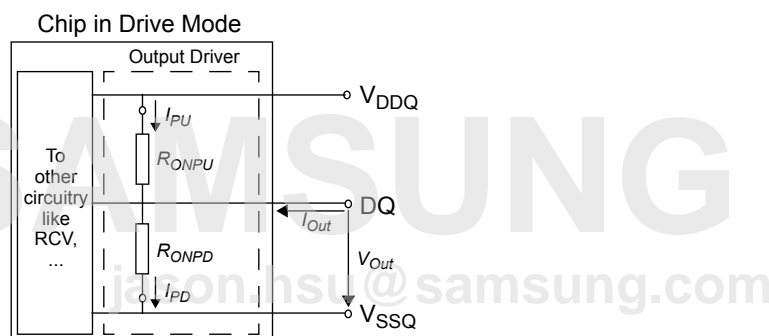 Chip in Drive Mode
Output Driver
To
other
circuitry
like
RCV,
...
I_PU
R_ONPU
R_ONPD
I_PD
V_DDQ
DQ
I_Out
V_Out
V_SSQ
SAMSUNG
jason.hsu@samsung.com